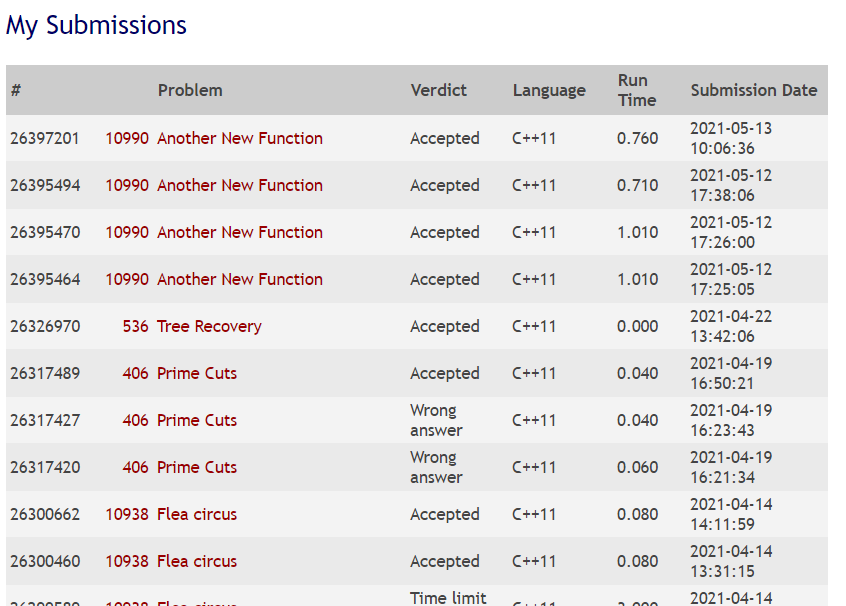 My Submissions
# Problem Verdict Language Run Time Submission Date
26397201 10990 Another New Function Accepted C++11 0.760 2021-05-13 10:06:36
26395494 10990 Another New Function Accepted C++11 0.710 2021-05-12 17:38:06
26395470 10990 Another New Function Accepted C++11 1.010 2021-05-12 17:26:00
26395464 10990 Another New Function Accepted C++11 1.010 2021-05-12 17:25:05
26326970 536 Tree Recovery Accepted C++11 0.000 2021-04-22 13:42:06
26317489 406 Prime Cuts Accepted C++11 0.040 2021-04-19 16:50:21
26317427 406 Prime Cuts Wrong answer C++11 0.040 2021-04-19 16:23:43
26317420 406 Prime Cuts Wrong answer C++11 0.060 2021-04-19 16:21:34
26300662 10938 Flea circus Accepted C++11 0.080 2021-04-14 14:11:59
26300460 10938 Flea circus Accepted C++11 0.080 2021-04-14 13:31:15
10938 Flea circus Time limit C++11 2021-04-14